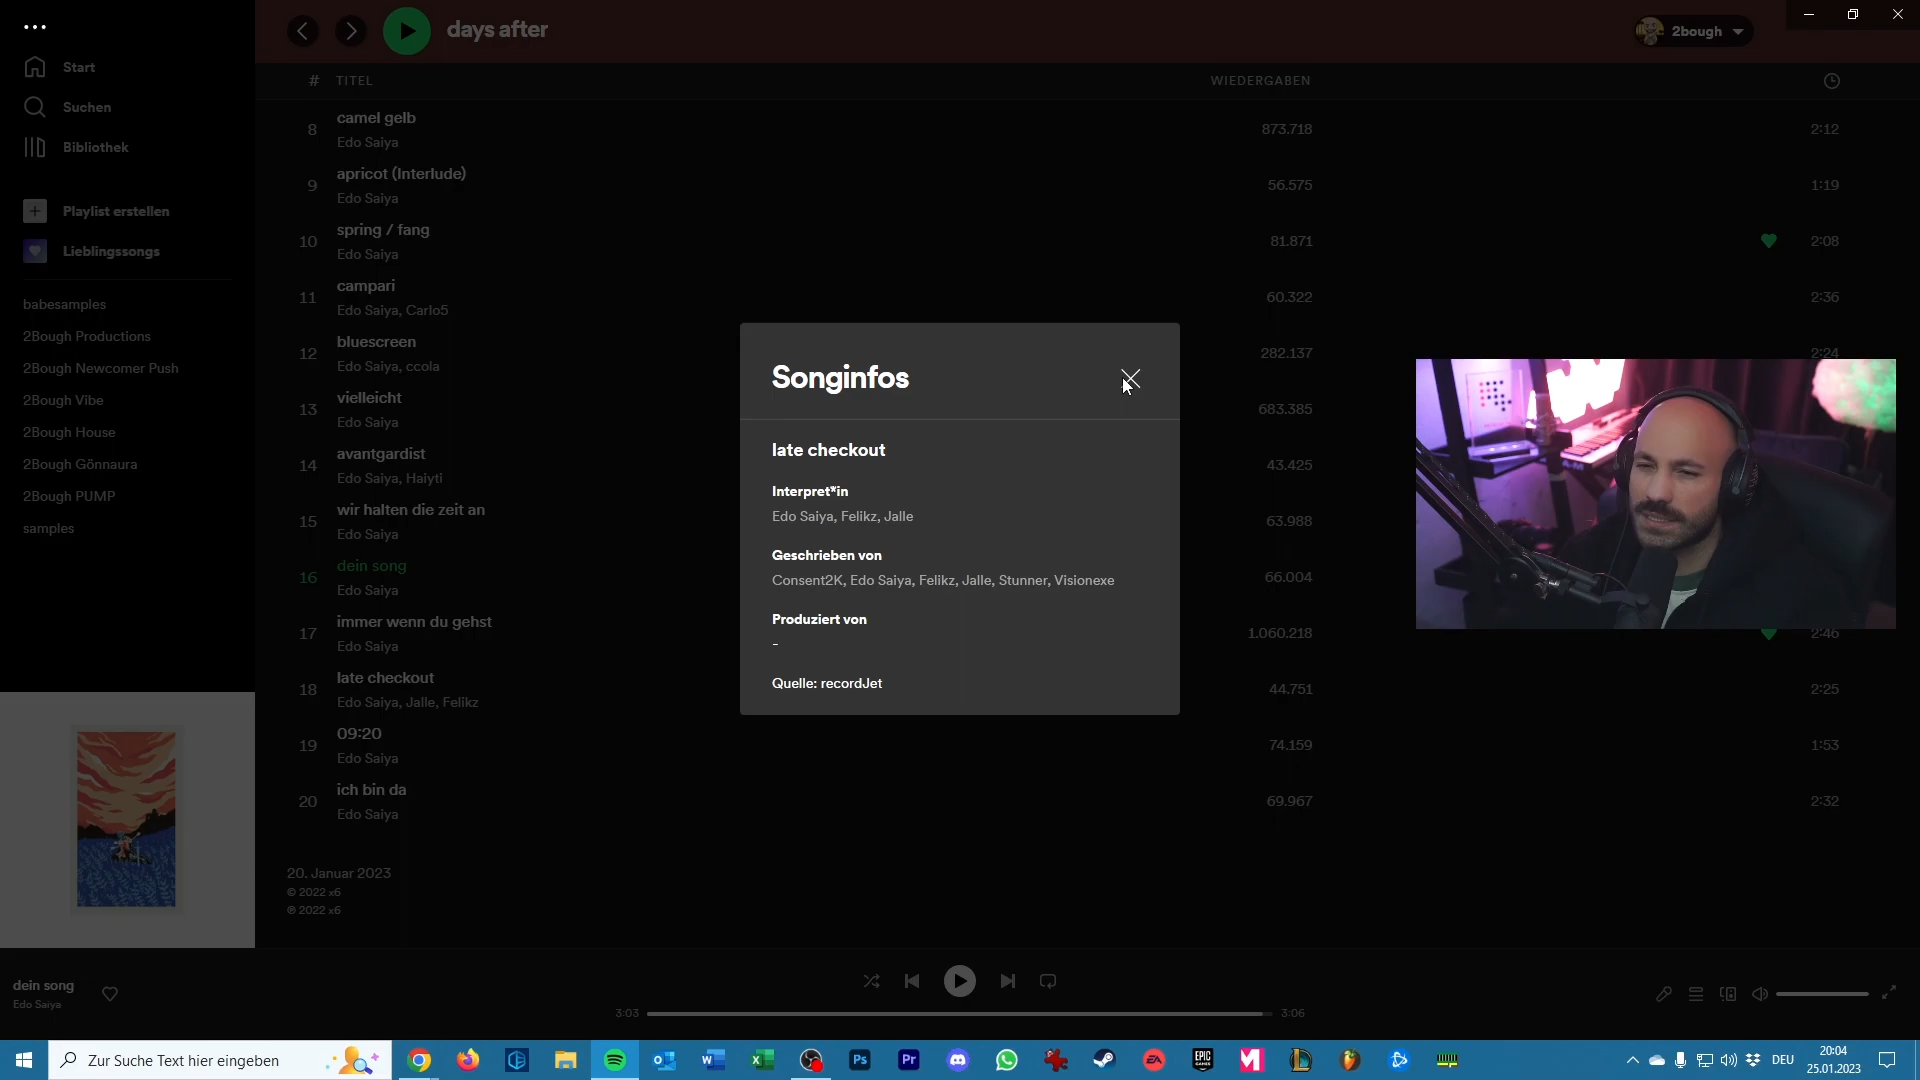 days after
2bough
Start
Suchen
Bibliothek
Playlist erstellen
Lieblingssongs
babesamples
2Bough Productions
2Bough Newcomer Push
2Bough Vibe
2Bough House
2Bough Gönnaura
2Bough PUMP
samples
# TITEL WIEDERGABEN
8 camel gelb 873.718 2:12
Edo Saiya
9 apricot (Interlude) 56.575 1:19
Edo Saiya
10 spring / fang 81.871 2:08
Edo Saiya
11 campari 60.322 2:36
Edo Saiya, Carlo5
12 bluescreen 282.137 2:24
Edo Saiya, ccola
13 vielleicht 683.385
Edo Saiya
14 avantgardist 43.425
Edo Saiya, Haiyti
15 wir halten die zeit an 63.988
Edo Saiya
16 dein song 66.004
Edo Saiya
17 immer wenn du gehst 1.060.218 2:46
Edo Saiya
18 late checkout 44.751 2:25
Edo Saiya, Jalle, Felikz
19 09:20 74.159 1:53
Edo Saiya
20 ich bin da 69.967 2:32
Edo Saiya
20. Januar 2023
© 2022 x6
℗ 2022 x6
Songinfos
late checkout
Interpret*in
Edo Saiya, Felikz, Jalle
Geschrieben von
Consent2K, Edo Saiya, Felikz, Jalle, Stunner, Visionexe
Produziert von
-
Quelle: recordJet
dein song
Edo Saiya
3:03 3:06
Zur Suche Text hier eingeben
Ps
Pr
EA
EPIC GAMES
DEU
20:04
25.01.2023